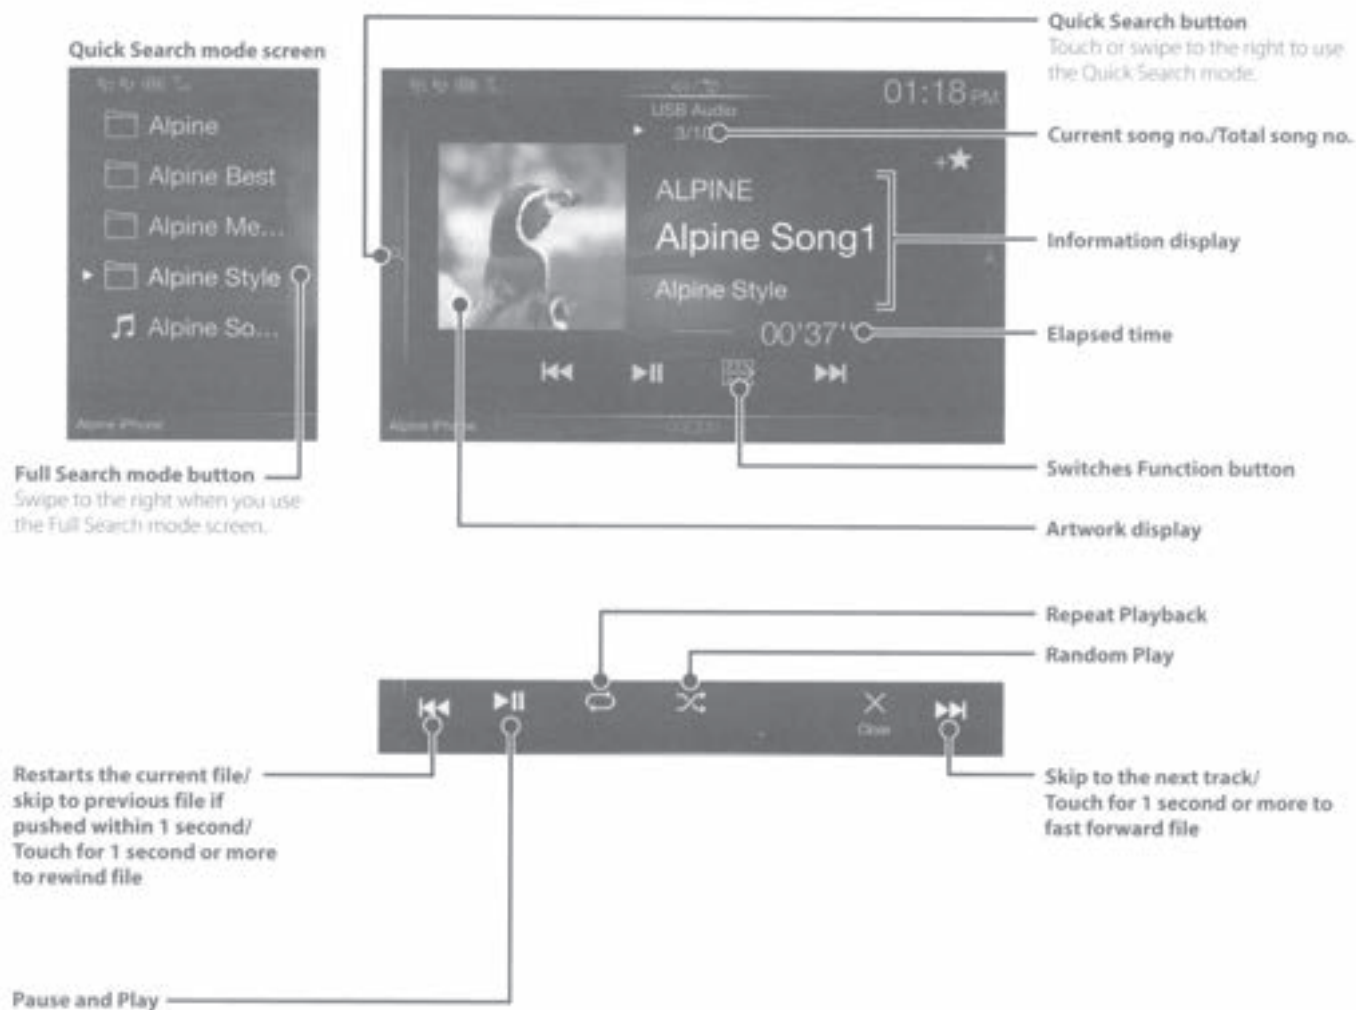 Quick Search mode screen
Alpine
Alpine Best
Alpine Me...
Alpine Style
Alpine So...
Alpine iPhone
Full Search mode button
Swipe to the right when you use
the Full Search mode screen.
01:18 PM
USB Audio
3/10
ALPINE
Alpine Song1
Alpine Style
00'37''
Alpine iPhone
Quick Search button
Touch or swipe to the right to use
the Quick Search mode.
Current song no./Total song no.
Information display
Elapsed time
Switches Function button
Artwork display
Repeat Playback
Random Play
Close
Restarts the current file/
skip to previous file if
pushed within 1 second/
Touch for 1 second or more
to rewind file
Skip to the next track/
Touch for 1 second or more to
fast forward file
Pause and Play